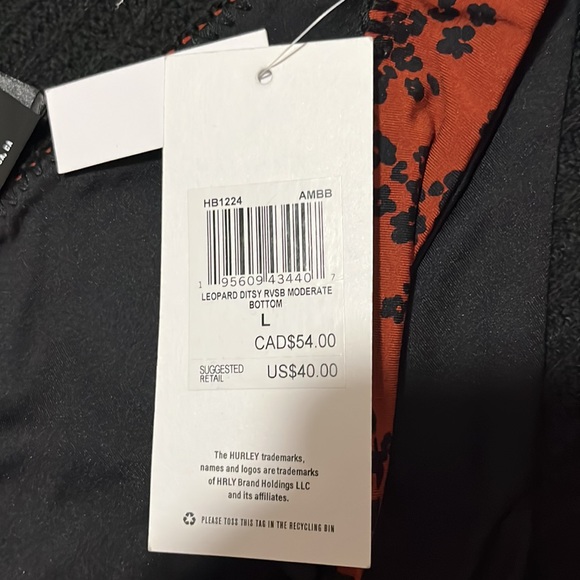 HB1224 AMBB
1 95609 43440 7
LEOPARD DITSY RVSB MODERATE
BOTTOM
L
CAD$54.00
SUGGESTED
RETAIL US$40.00
The HURLEY trademarks,
names and logos are trademarks
of HRLY Brand Holdings LLC
and its affiliates.
PLEASE TOSS THIS TAG IN THE RECYCLING BIN